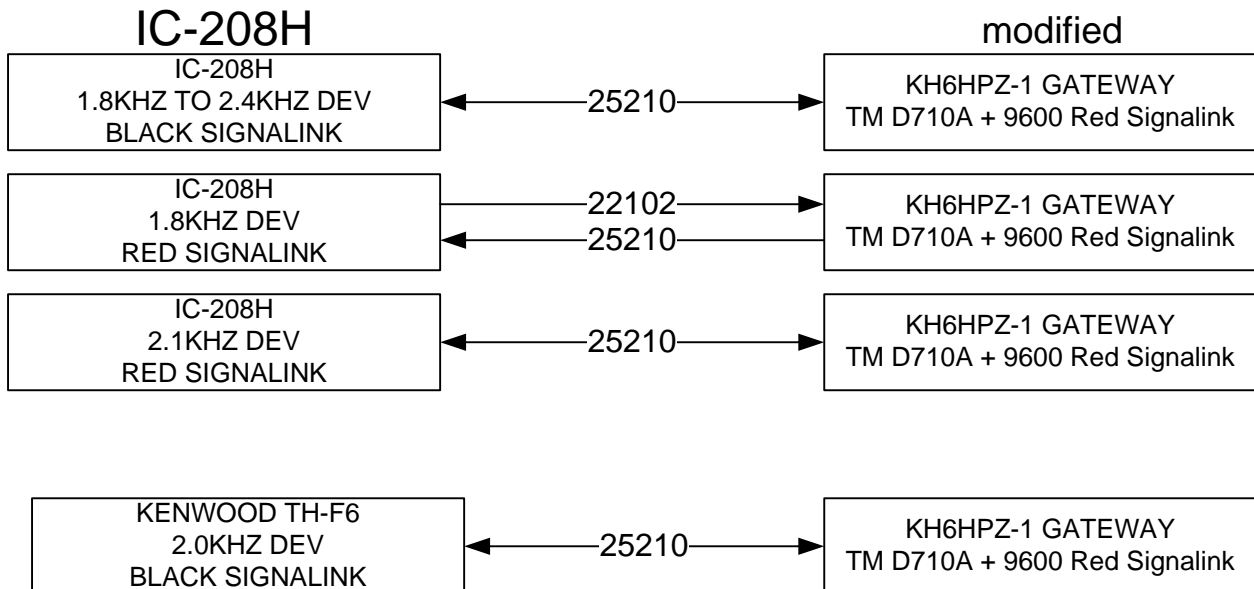 IC-208H
modified
IC-208H
1.8KHZ TO 2.4KHZ DEV
BLACK SIGNALINK
25210
KH6HPZ-1 GATEWAY
TM D710A + 9600 Red Signalink
IC-208H
1.8KHZ DEV
RED SIGNALINK
22102
25210
KH6HPZ-1 GATEWAY
TM D710A + 9600 Red Signalink
IC-208H
2.1KHZ DEV
RED SIGNALINK
25210
KH6HPZ-1 GATEWAY
TM D710A + 9600 Red Signalink
KENWOOD TH-F6
2.0KHZ DEV
BLACK SIGNALINK
25210
KH6HPZ-1 GATEWAY
TM D710A + 9600 Red Signalink